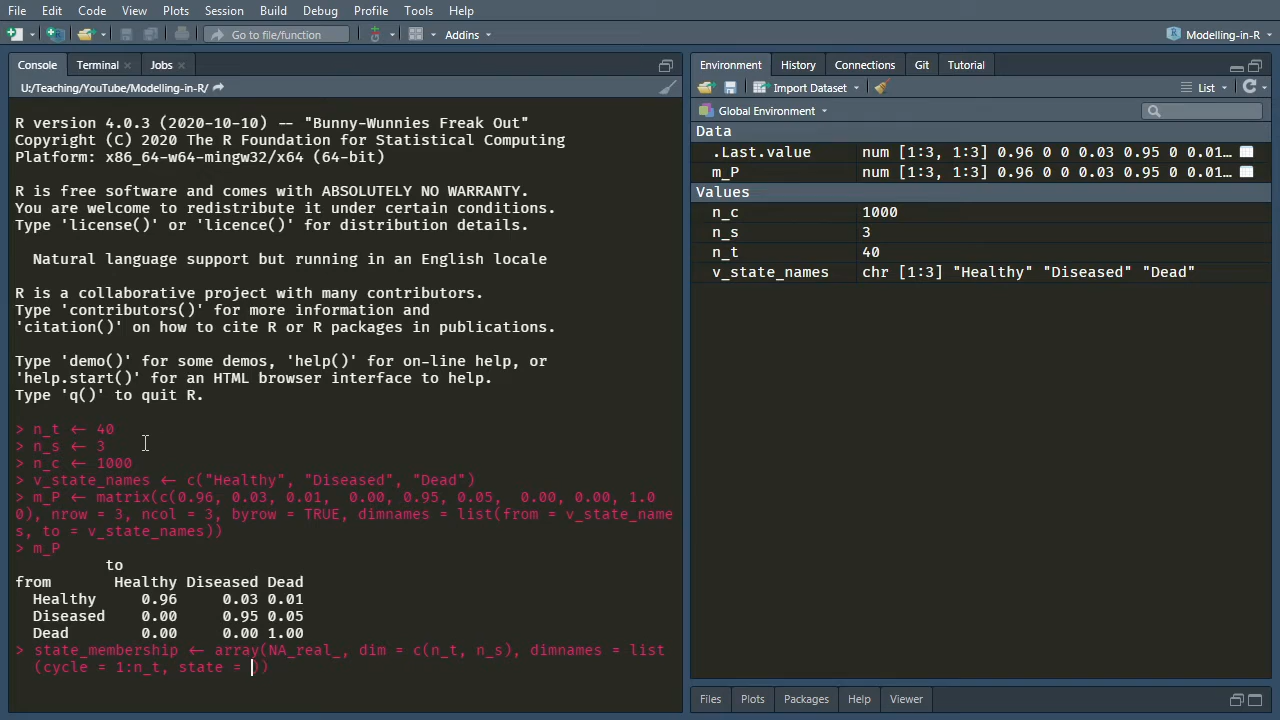 File Edit Code View Plots Session Build Debug Profile Tools Help
Go to file/function Addins Modelling-in-R
Console Terminal Jobs
U:/Teaching/YouTube/Modelling-in-R/
R version 4.0.3 (2020-10-10) -- "Bunny-Wunnies Freak Out"
Copyright (C) 2020 The R Foundation for Statistical Computing
Platform: x86_64-w64-mingw32/x64 (64-bit)
R is free software and comes with ABSOLUTELY NO WARRANTY.
You are welcome to redistribute it under certain conditions.
Type 'license()' or 'licence()' for distribution details.
Natural language support but running in an English locale
R is a collaborative project with many contributors.
Type 'contributors()' for more information and
'citation()' on how to cite R or R packages in publications.
Type 'demo()' for some demos, 'help()' for on-line help, or
'help.start()' for an HTML browser interface to help.
Type 'q()' to quit R.
> n_t ← 40
> n_s ← 3
> n_c ← 1000
> v_state_names ← c("Healthy", "Diseased", "Dead")
> m_P ← matrix(c(0.96, 0.03, 0.01,  0.00, 0.95, 0.05,  0.00, 0.00, 1.0
0), nrow = 3, ncol = 3, byrow = TRUE, dimnames = list(from = v_state_name
s, to = v_state_names))
> m_P
to
from Healthy Diseased Dead
Healthy 0.96 0.03 0.01
Diseased 0.00 0.95 0.05
Dead 0.00 0.00 1.00
> state_membership ← array(NA_real_, dim = c(n_t, n_s), dimnames = list
(cycle = 1:n_t, state = ))
Environment History Connections Git Tutorial
Import Dataset List
Global Environment
Data
.Last.value num [1:3, 1:3] 0.96 0 0 0.03 0.95 0 0.01…
m_P num [1:3, 1:3] 0.96 0 0 0.03 0.95 0 0.01…
Values
n_c 1000
n_s 3
n_t 40
v_state_names chr [1:3] "Healthy" "Diseased" "Dead"
Files Plots Packages Help Viewer